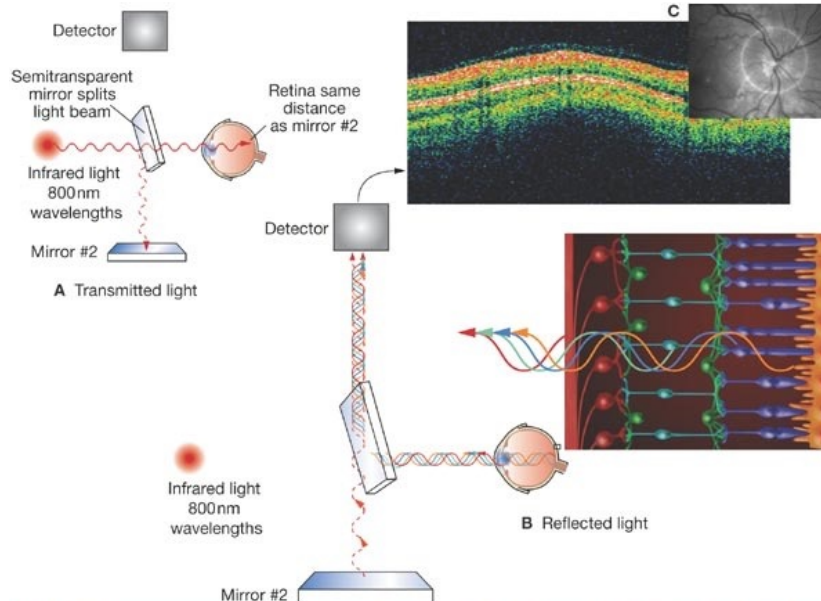 Detector
Semitransparent
mirror splits
light beam
Retina same
distance
as mirror #2
Infrared light
800nm
wavelengths
Mirror #2
A Transmitted light
C
Detector
Infrared light
800nm
wavelengths
B Reflected light
Mirror #2